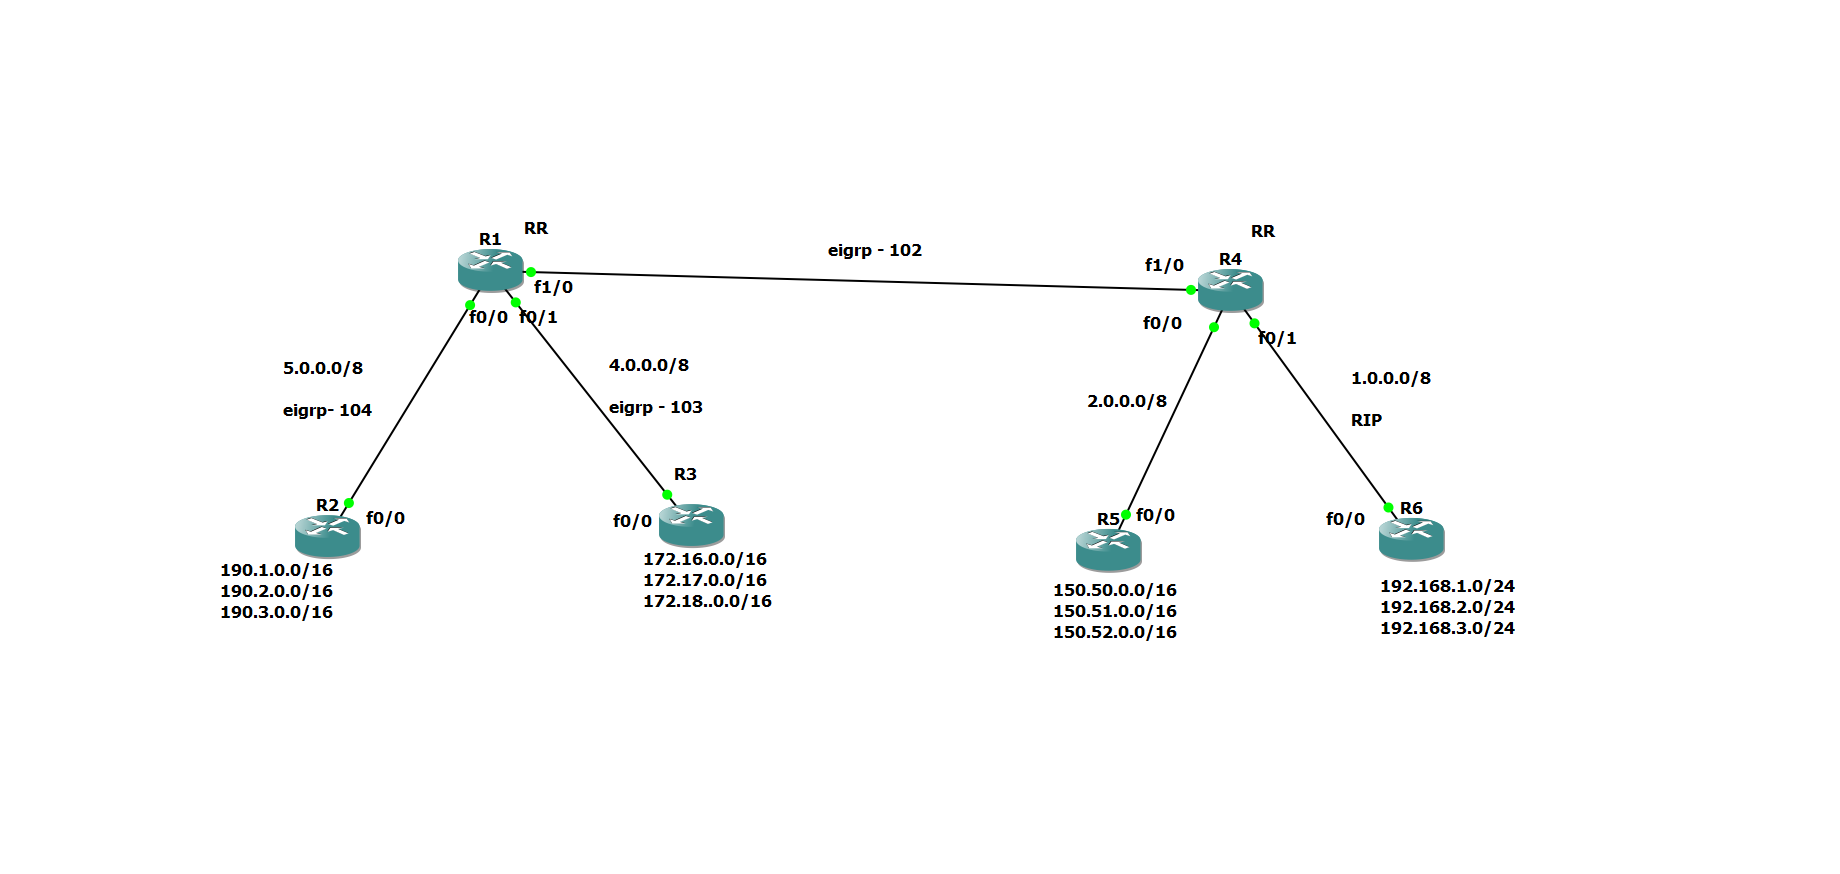 RR
R1
RR
eigrp - 102
R4
f1/0
f1/0
f0/0 f0/1
f0/0
f0/1
5.0.0.0/8
eigrp- 104
4.0.0.0/8
eigrp - 103
2.0.0.0/8
1.0.0.0/8
RIP
R2
f0/0
190.1.0.0/16
190.2.0.0/16
190.3.0.0/16
R3
f0/0
172.16.0.0/16
172.17.0.0/16
172.18..0.0/16
R5
f0/0
150.50.0.0/16
150.51.0.0/16
150.52.0.0/16
R6
f0/0
192.168.1.0/24
192.168.2.0/24
192.168.3.0/24